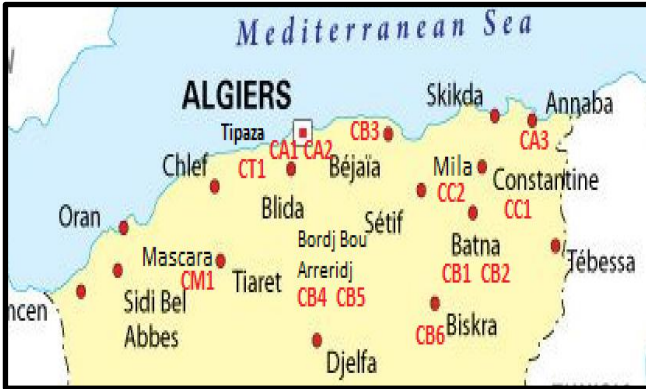 Mediterranean Sea
ALGIERS
Skikda
Annaba
Tipaza
CB3
CA3
CA1 CA2
Chlef
CT1
Béjaïa
Mila
Constantine
Blida
Sétif
CC2
CC1
Oran
Bordj Bou
Arreridj
Batna
Mascara
Tiaret
CM1
CB1 CB2
Tébessa
ncen
Sidi Bel
Abbes
CB4 CB5
CB6
Biskra
Djelfa